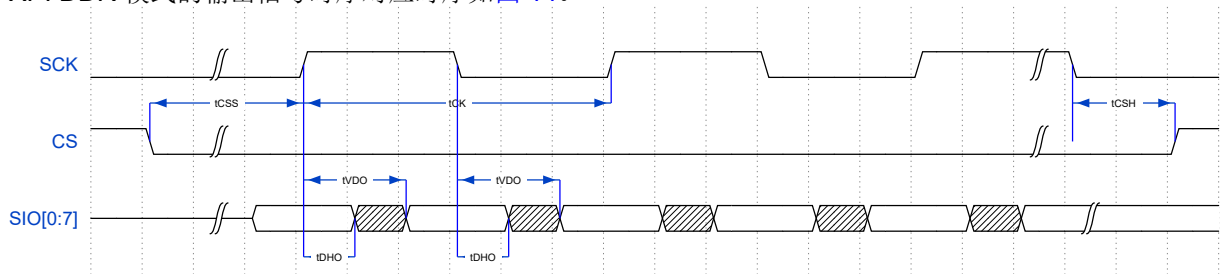 SCK
tCSS
tCK
tCSH
CS
tVDO
tVDO
SIO[0:7]
tDHO
tDHO